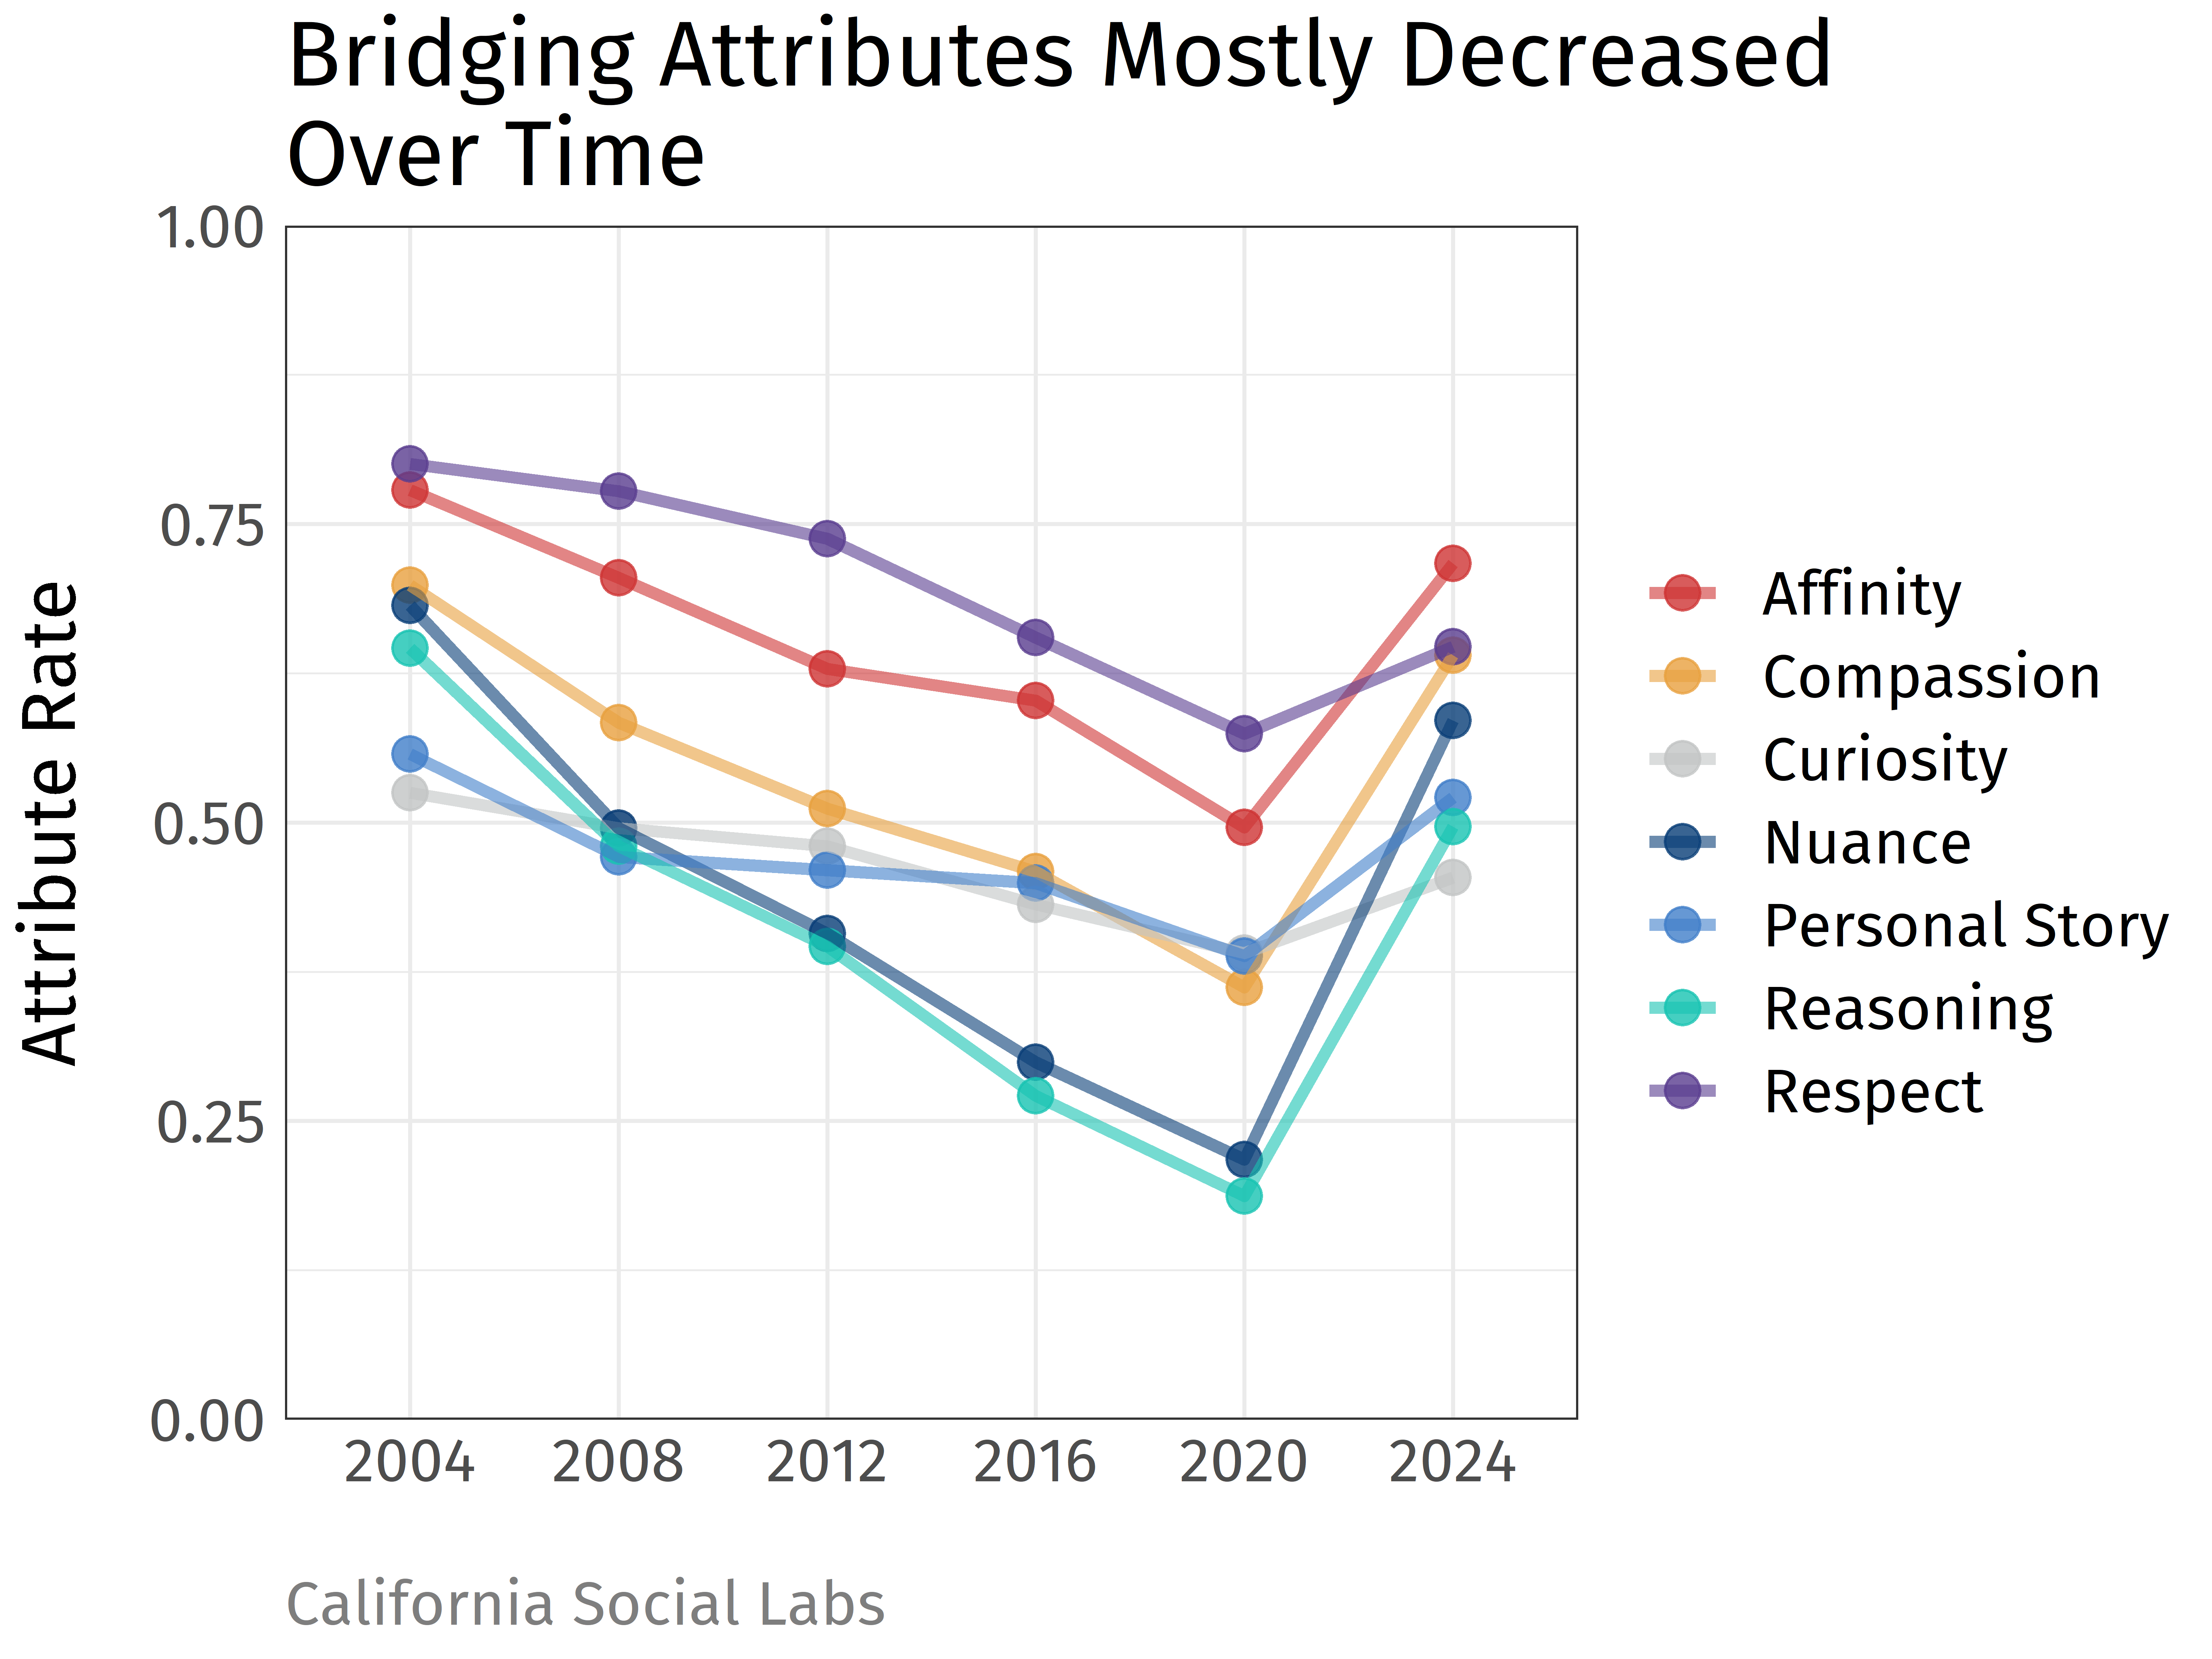 Bridging Attributes Mostly Decreased
Over Time
Attribute Rate
1.00
0.75
0.50
0.25
0.00
2004 2008 2012 2016 2020 2024
Affinity
Compassion
Curiosity
Nuance
Personal Story
Reasoning
Respect
California Social Labs